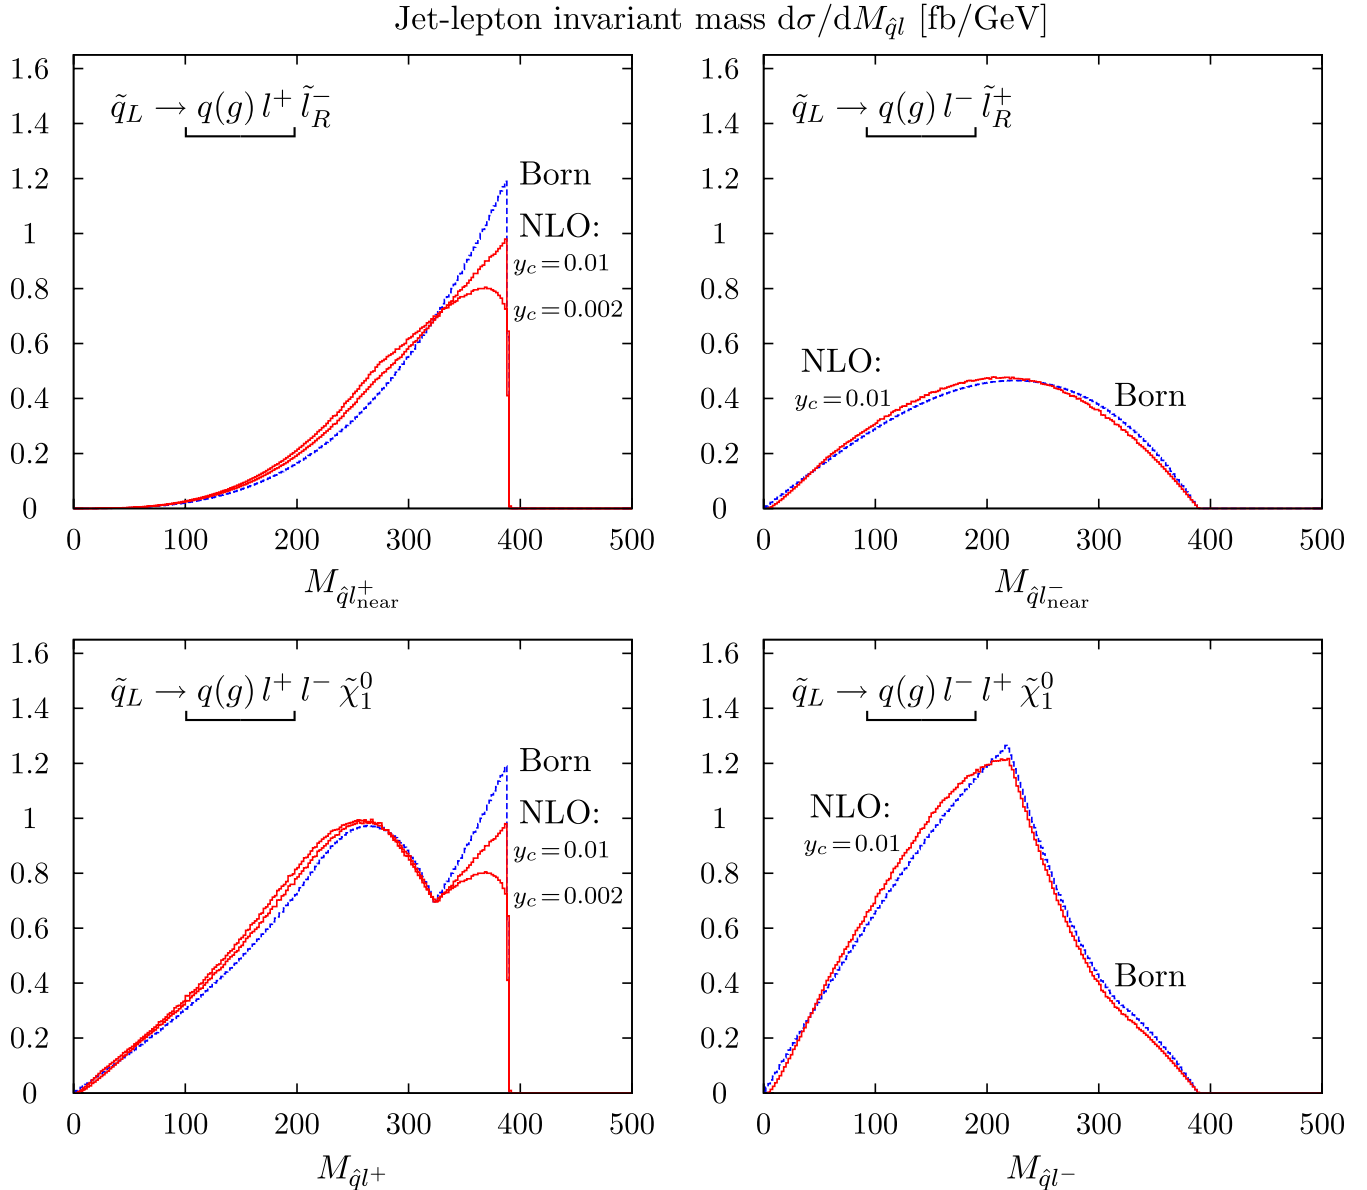 Jet-lepton invariant mass dσ/dM_{q̂l} [fb/GeV]
1.6
1.4
1.2
1
0.8
0.6
0.4
0.2
0
q̃_L → q(g) l⁺ l̃_R⁻
Born
NLO:
y_c=0.01
y_c=0.002
0 100 200 300 400 500
M_{q̂l⁺_near}
1.6
1.4
1.2
1
0.8
0.6
0.4
0.2
0
q̃_L → q(g) l⁻ l̃_R⁺
NLO:
y_c=0.01
Born
0 100 200 300 400 500
M_{q̂l⁻_near}
1.6
1.4
1.2
1
0.8
0.6
0.4
0.2
0
q̃_L → q(g) l⁺ l⁻ χ̃₁⁰
Born
NLO:
y_c=0.01
y_c=0.002
0 100 200 300 400 500
M_{q̂l⁺}
1.6
1.4
1.2
1
0.8
0.6
0.4
0.2
0
q̃_L → q(g) l⁻ l⁺ χ̃₁⁰
NLO:
y_c=0.01
Born
0 100 200 300 400 500
M_{q̂l⁻}